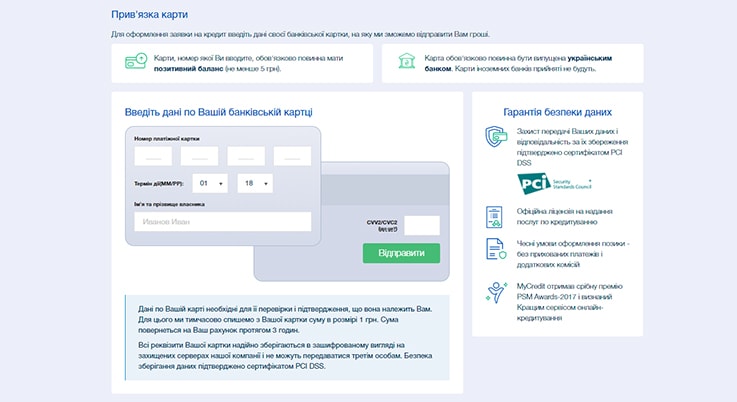 Прив'язка карти
Для оформлення заявки на кредит введіть дані своєї банківської картки, на яку ми зможемо відправити Вам гроші.
Карти, номер якої Ви введите, обов'язково повинна мати
позитивний баланс (не менше 5 грн).
Карта обов'язково повинна бути випущена українським
банком. Карти іноземних банків прийняті не будуть.
Введіть дані по Вашій банківській картці
Номер платіжної картки
Термін дії(ММ/РР): 01 18
Ім'я та прізвище власника
Иванов Иван
CVV2/CVC2
Відправити
Дані по Вашій карті необхідні для її перевірки і підтвердження, що вона належить Вам.
Для цього ми тимчасово спишемо з Вашої картки суму в розмірі 1 грн. Сума
повернеться на Ваш рахунок протягом 3 годин.
Всі реквізити Вашої картки надійно зберігаються в зашифрованому вигляді на
захищених серверах нашої компанії і не можуть передаватися третім особам. Безпека
зберігання даних підтверджено сертифікатом PCI DSS.
Гарантія безпеки даних
Захист передачі Ваших даних і
відповідальність за їх збереження
підтверджено сертифікатом PCI
DSS
PCI Security
Standards Council
Офіційна ліцензія на надання
послуг по кредитуванню
Чесні умови оформлення позики -
без прихованих платежів і
додаткових комісій
MyCredit отримав срібну премію
PSM Awards-2017 і визнаний
Кращим сервісом онлайн-
кредитування